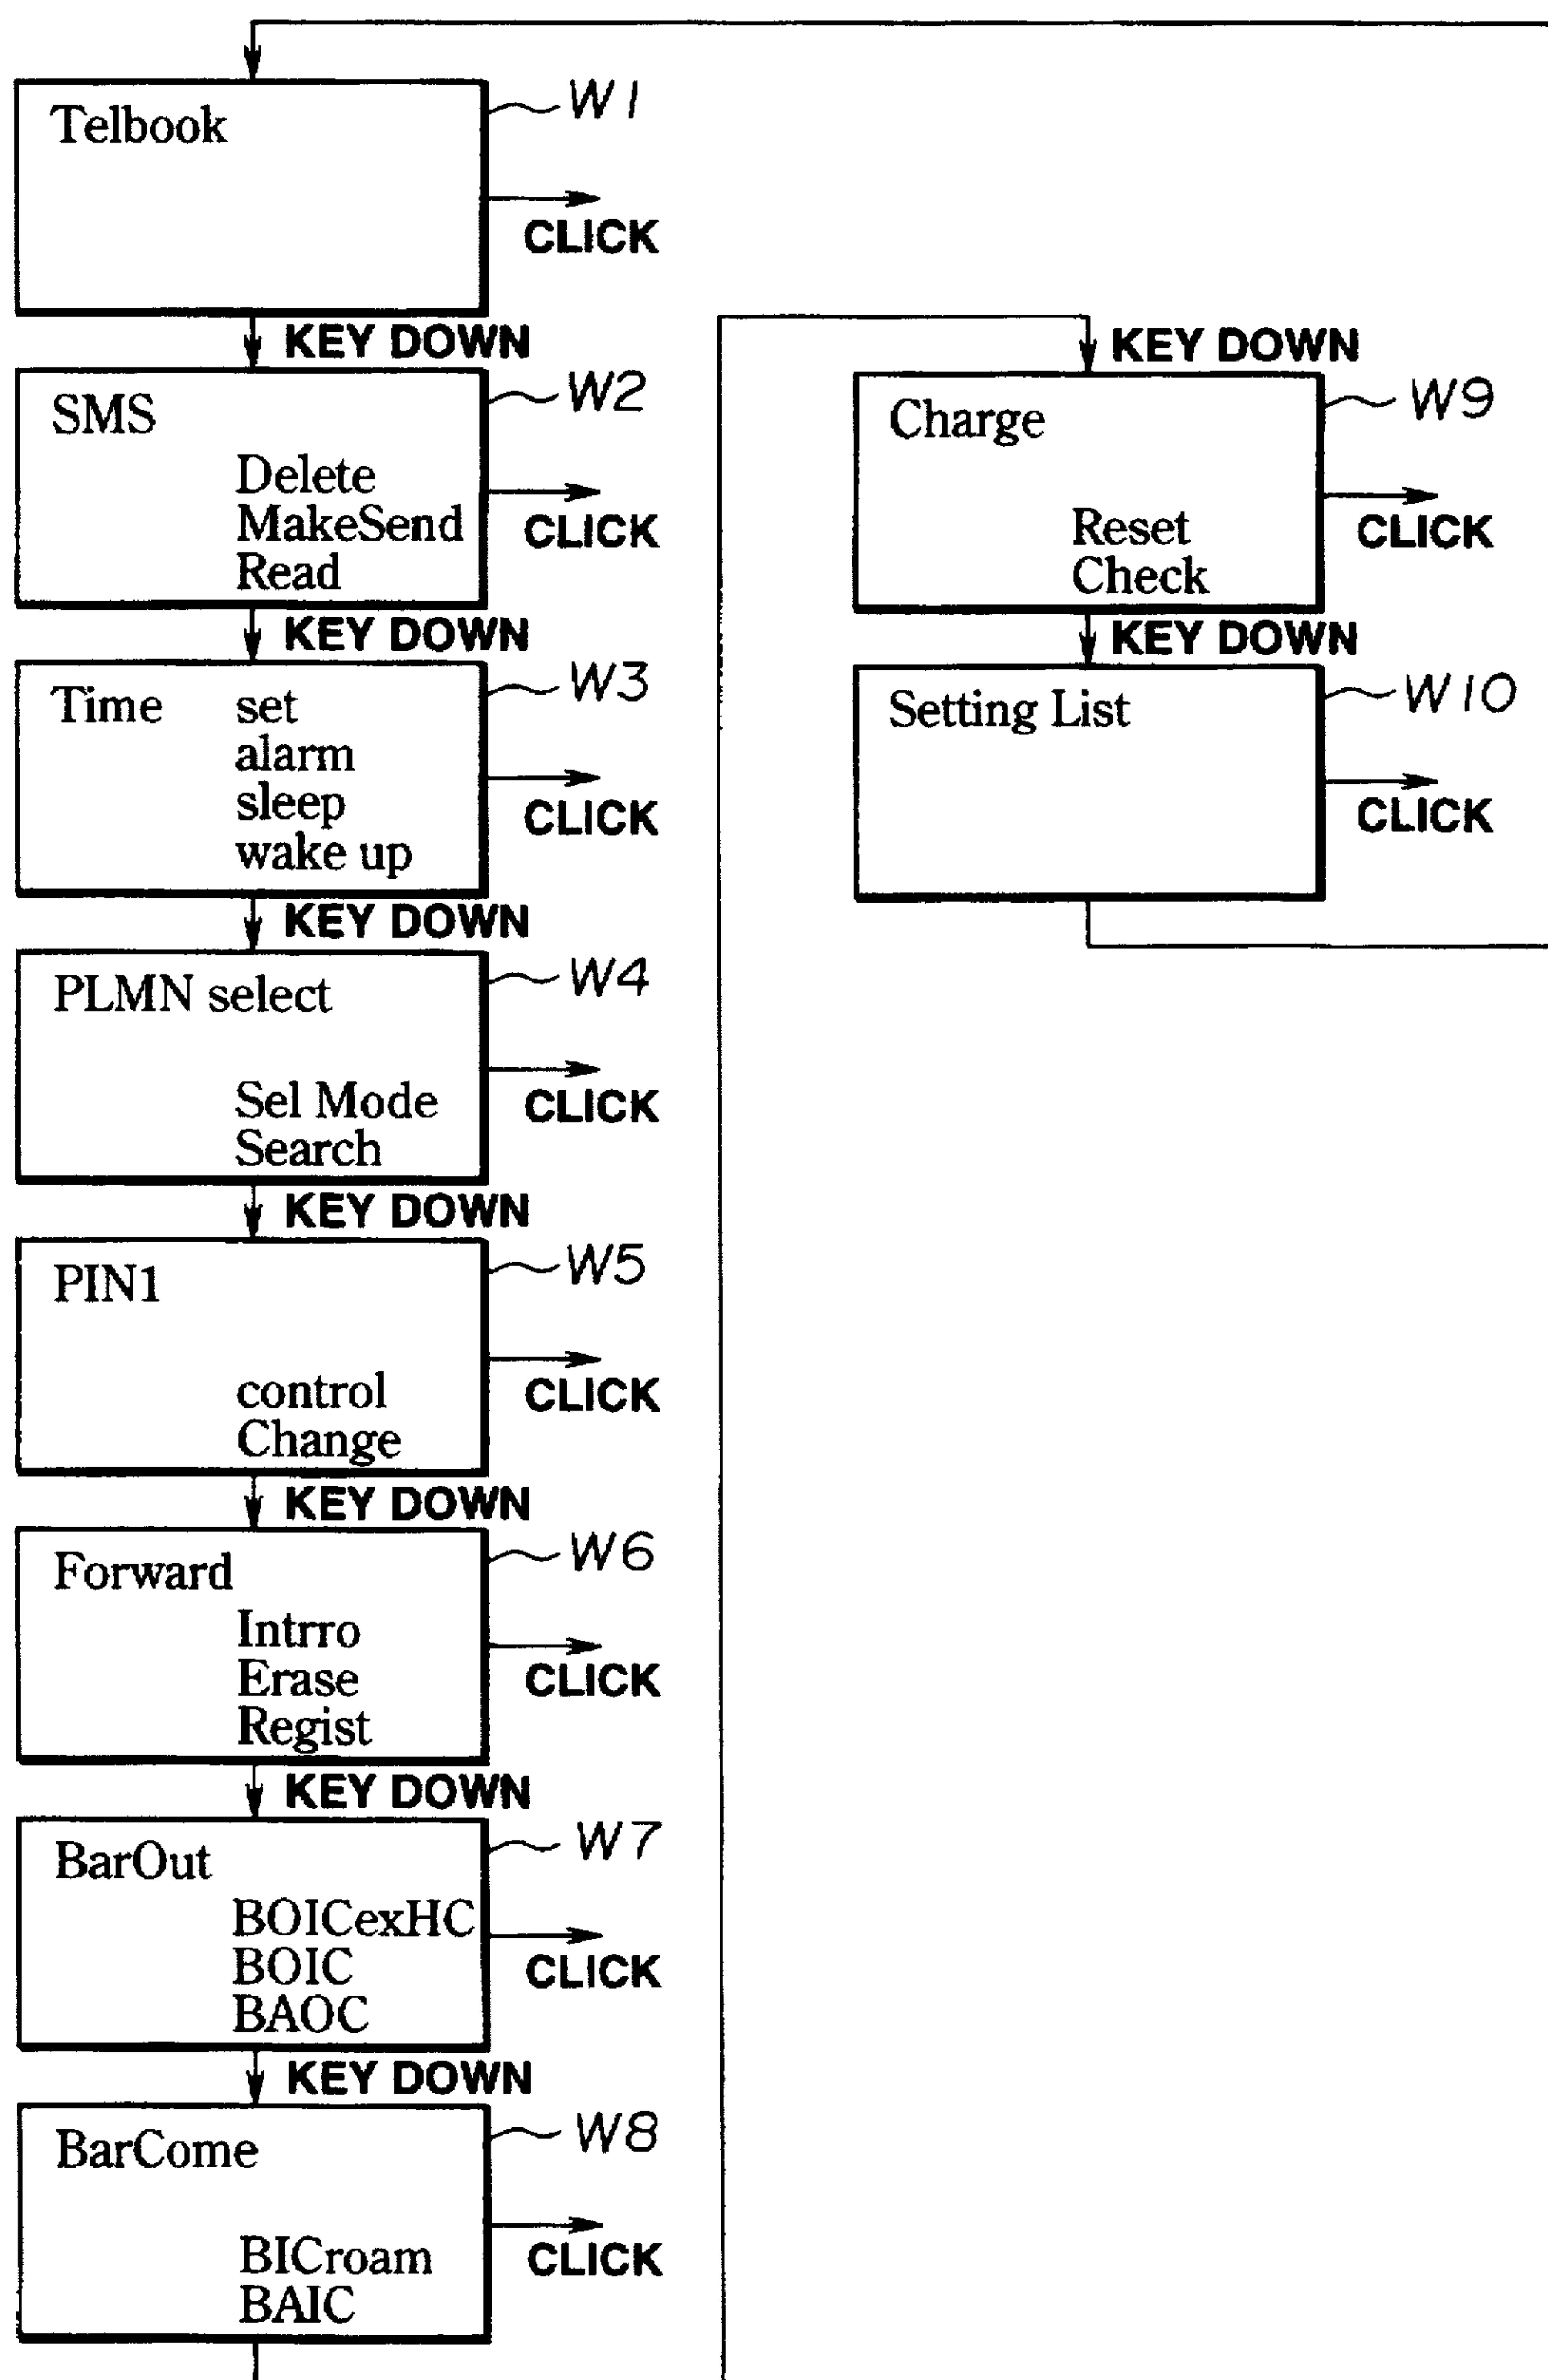 Telbook
W1
CLICK
KEY DOWN
SMS
W2
Delete
MakeSend
Read
CLICK
KEY DOWN
Time set
W3
alarm
sleep
wake up
CLICK
KEY DOWN
PLMN select
W4
Sel Mode
Search
CLICK
KEY DOWN
PIN1
W5
control
Change
CLICK
KEY DOWN
Forward
W6
Intrro
Erase
Regist
CLICK
KEY DOWN
BarOut
W7
BOICexHC
BOIC
BAOC
CLICK
KEY DOWN
BarCome
W8
BICroam
BAIC
CLICK
KEY DOWN
Charge
W9
Reset
Check
CLICK
KEY DOWN
Setting List
W10
CLICK